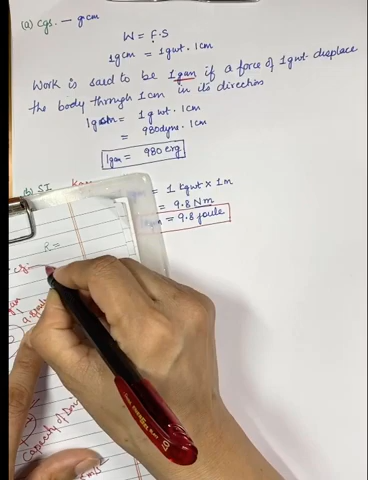 (a) cgs. – gcm
W = F.S
1gcm = 1gwt. 1cm
Work is said to be 1gcm if a force of 1gwt displace
the body through 1cm in its direction
1gcm = 1gwt. 1cm
= 980dyne. 1cm
1gcm = 980 erg
(b) SI
= 1 kgwt × 1m
= 9.8 Nm
= 9.8 joule
R =
Capacity of